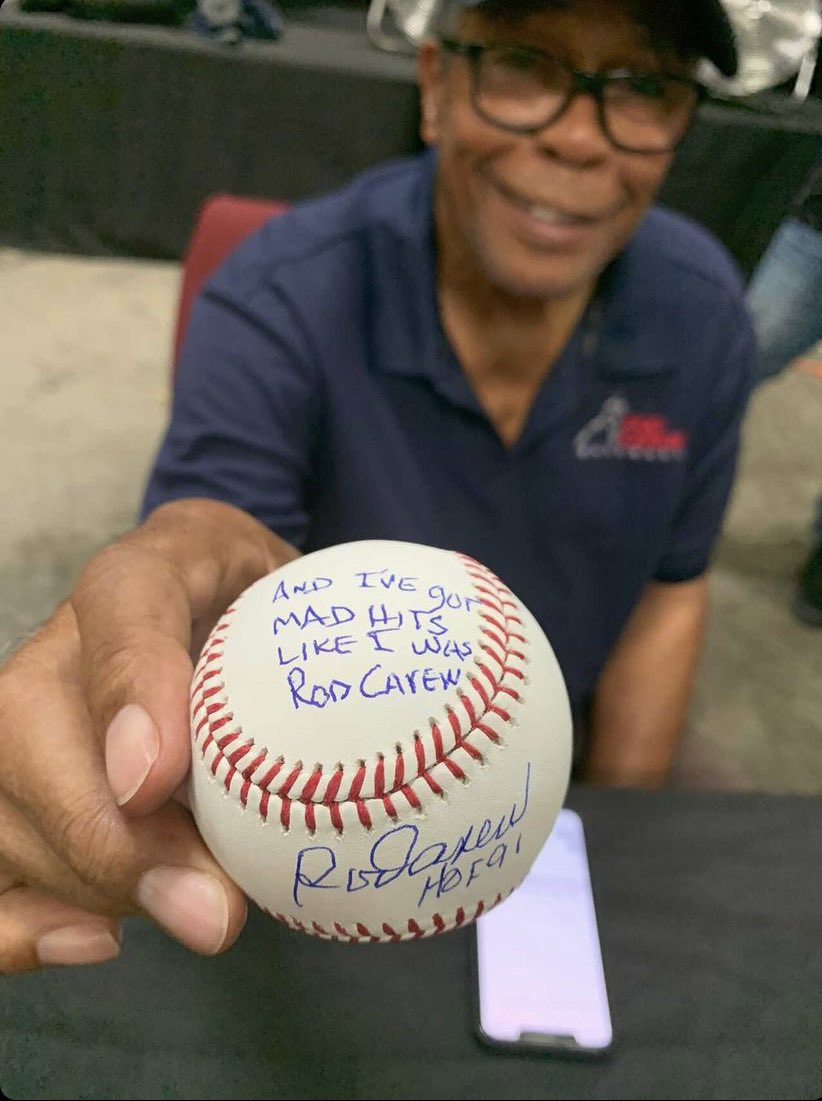 AND I'VE got
MAD HITS
LIKE I WAS
ROD CAREW
Rod Carew
HOF 91